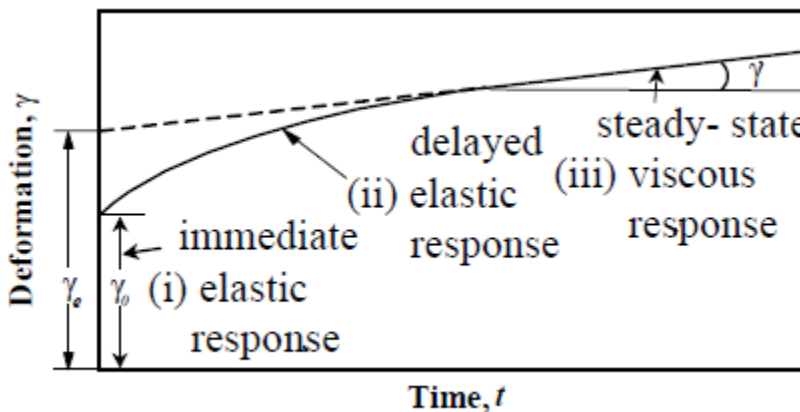 Deformation, γ
γ
steady- state
delayed
(iii) viscous
(ii) elastic
response
response
immediate
γₑ
γ₀
(i) elastic
response
Time, t